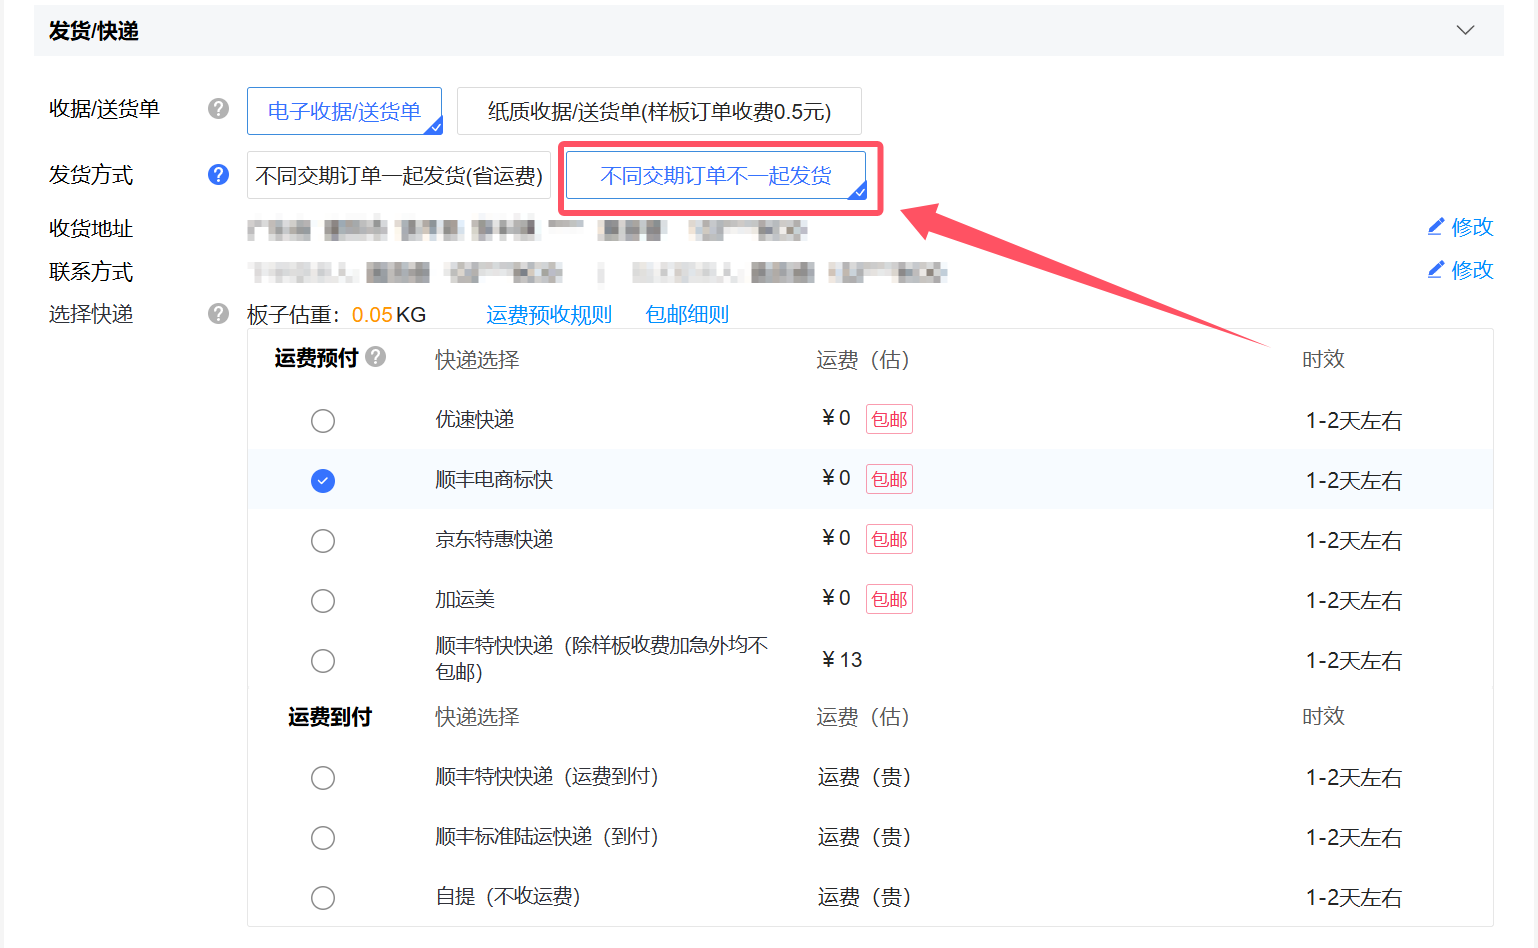 发货/快递
收据/送货单 ? 电子收据/送货单 纸质收据/送货单(样板订单收费0.5元)
发货方式 ? 不同交期订单一起发货(省运费) 不同交期订单不一起发货
收货地址 修改
联系方式 修改
选择快递 ? 板子估重：0.05KG 运费预收规则 包邮细则
运费预付 ? 快递选择 运费（估） 时效
优速快递 ¥0 包邮 1-2天左右
顺丰电商标快 ¥0 包邮 1-2天左右
京东特惠快递 ¥0 包邮 1-2天左右
加运美 ¥0 包邮 1-2天左右
顺丰特快快递（除样板收费加急外均不
包邮） ¥13 1-2天左右
运费到付 快递选择 运费（估） 时效
顺丰特快快递（运费到付） 运费（贵） 1-2天左右
顺丰标准陆运快递（到付） 运费（贵） 1-2天左右
自提（不收运费） 运费（贵） 1-2天左右